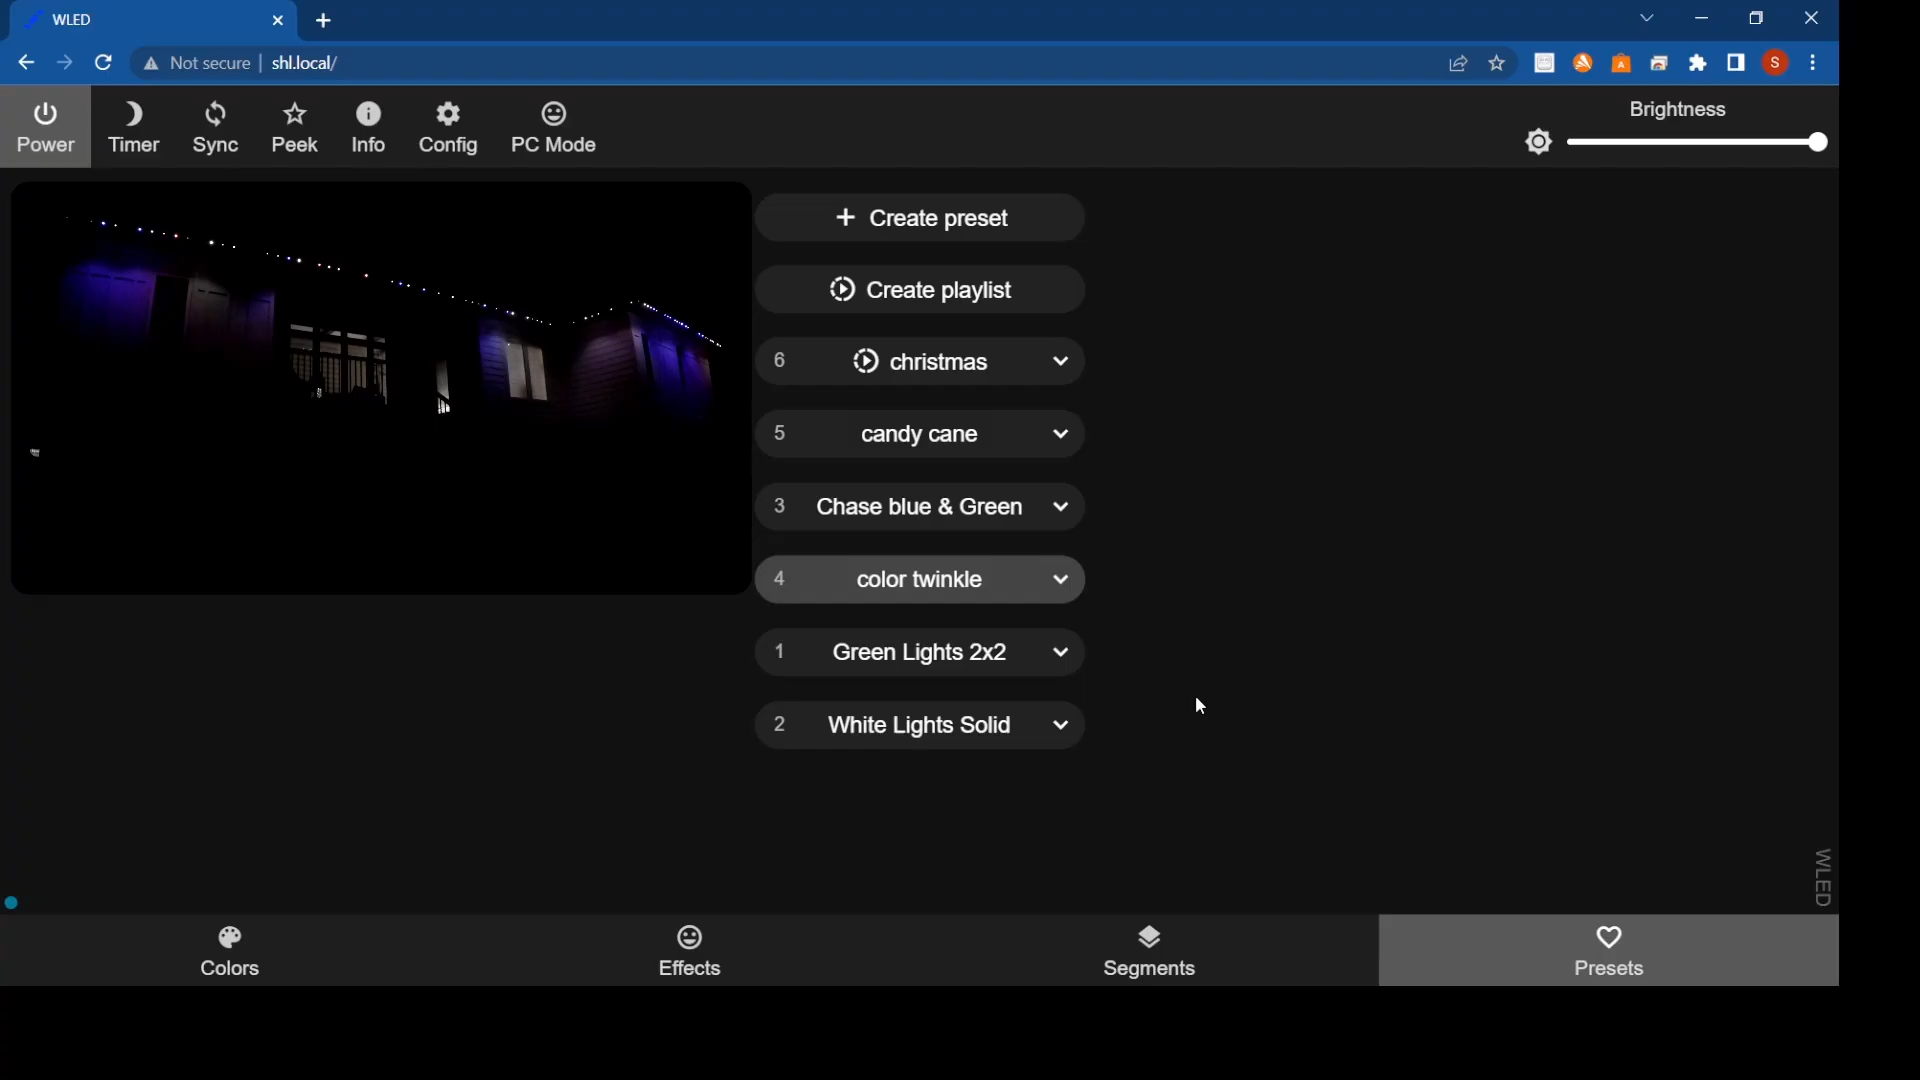 WLED
Not secure | shl.local/
S
Power
Timer
Sync
Peek
Info
Config
PC Mode
Brightness
Create preset
Create playlist
6 christmas
5 candy cane
3 Chase blue & Green
4 color twinkle
1 Green Lights 2x2
2 White Lights Solid
WLED
Colors
Effects
Segments
Presets